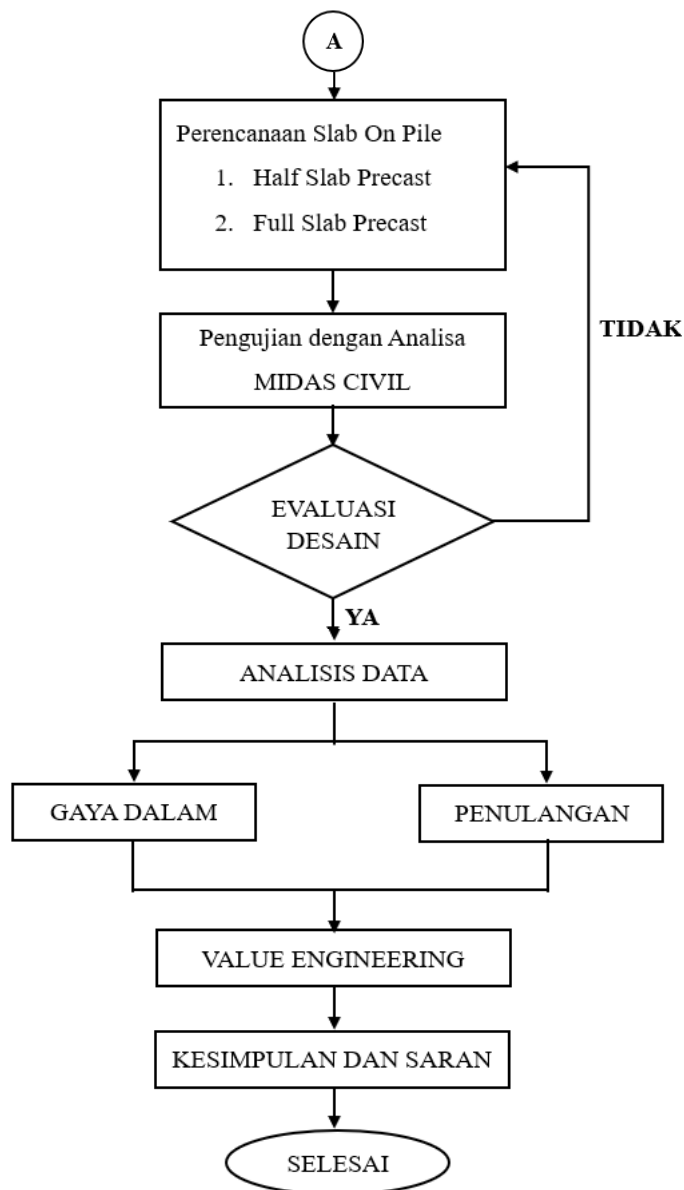 A
Perencanaan Slab On Pile
1. Half Slab Precast
2. Full Slab Precast
TIDAK
Pengujian dengan Analisa
MIDAS CIVIL
EVALUASI
DESAIN
YA
ANALISIS DATA
GAYA DALAM
PENULANGAN
VALUE ENGINEERING
KESIMPULAN DAN SARAN
SELESAI